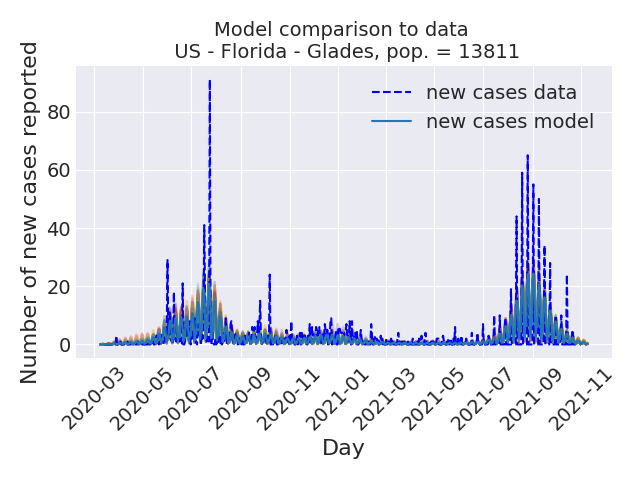 Model comparison to data
US - Florida - Glades, pop. = 13811
new cases data
new cases model
Number of new cases reported
80
60
40
20
0
2020-03
2020-05
2020-07
2020-09
2020-11
2021-01
2021-03
2021-05
2021-07
2021-09
2021-11
Day